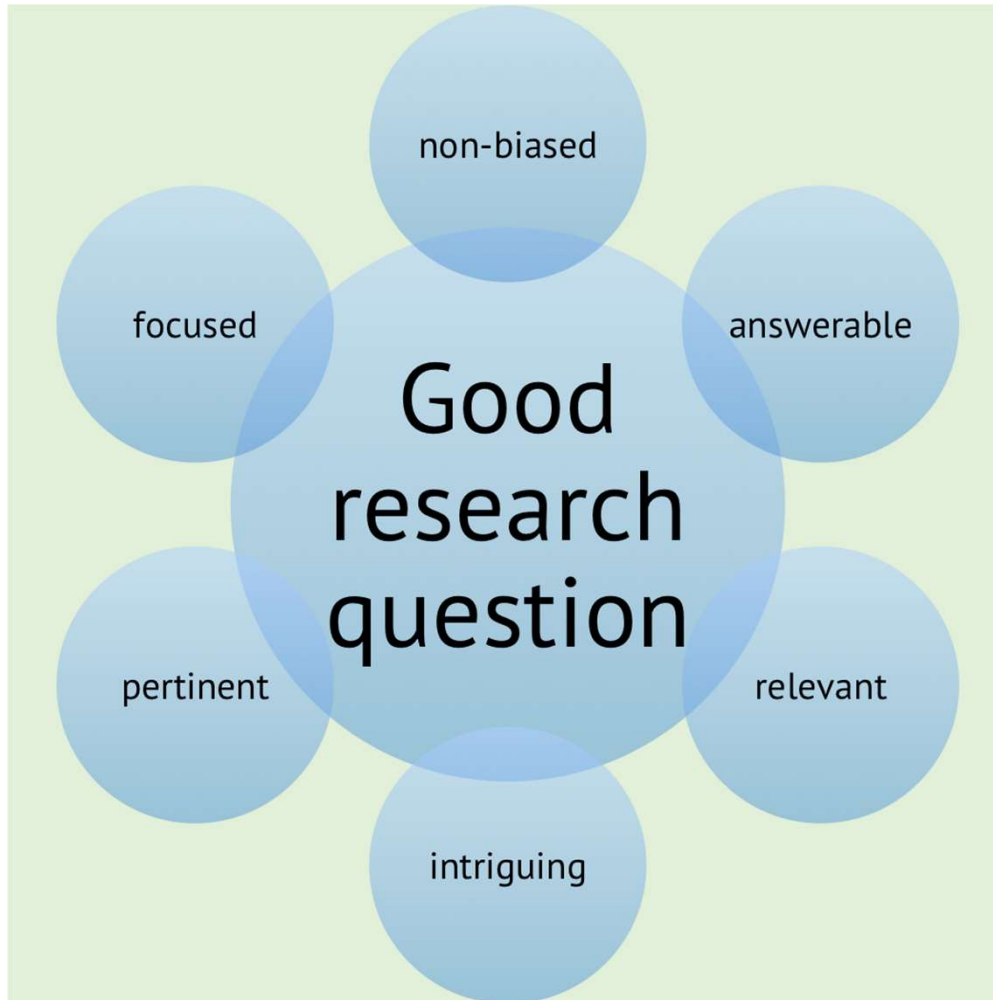 non-biased
focused
answerable
Good
research
question
pertinent
relevant
intriguing